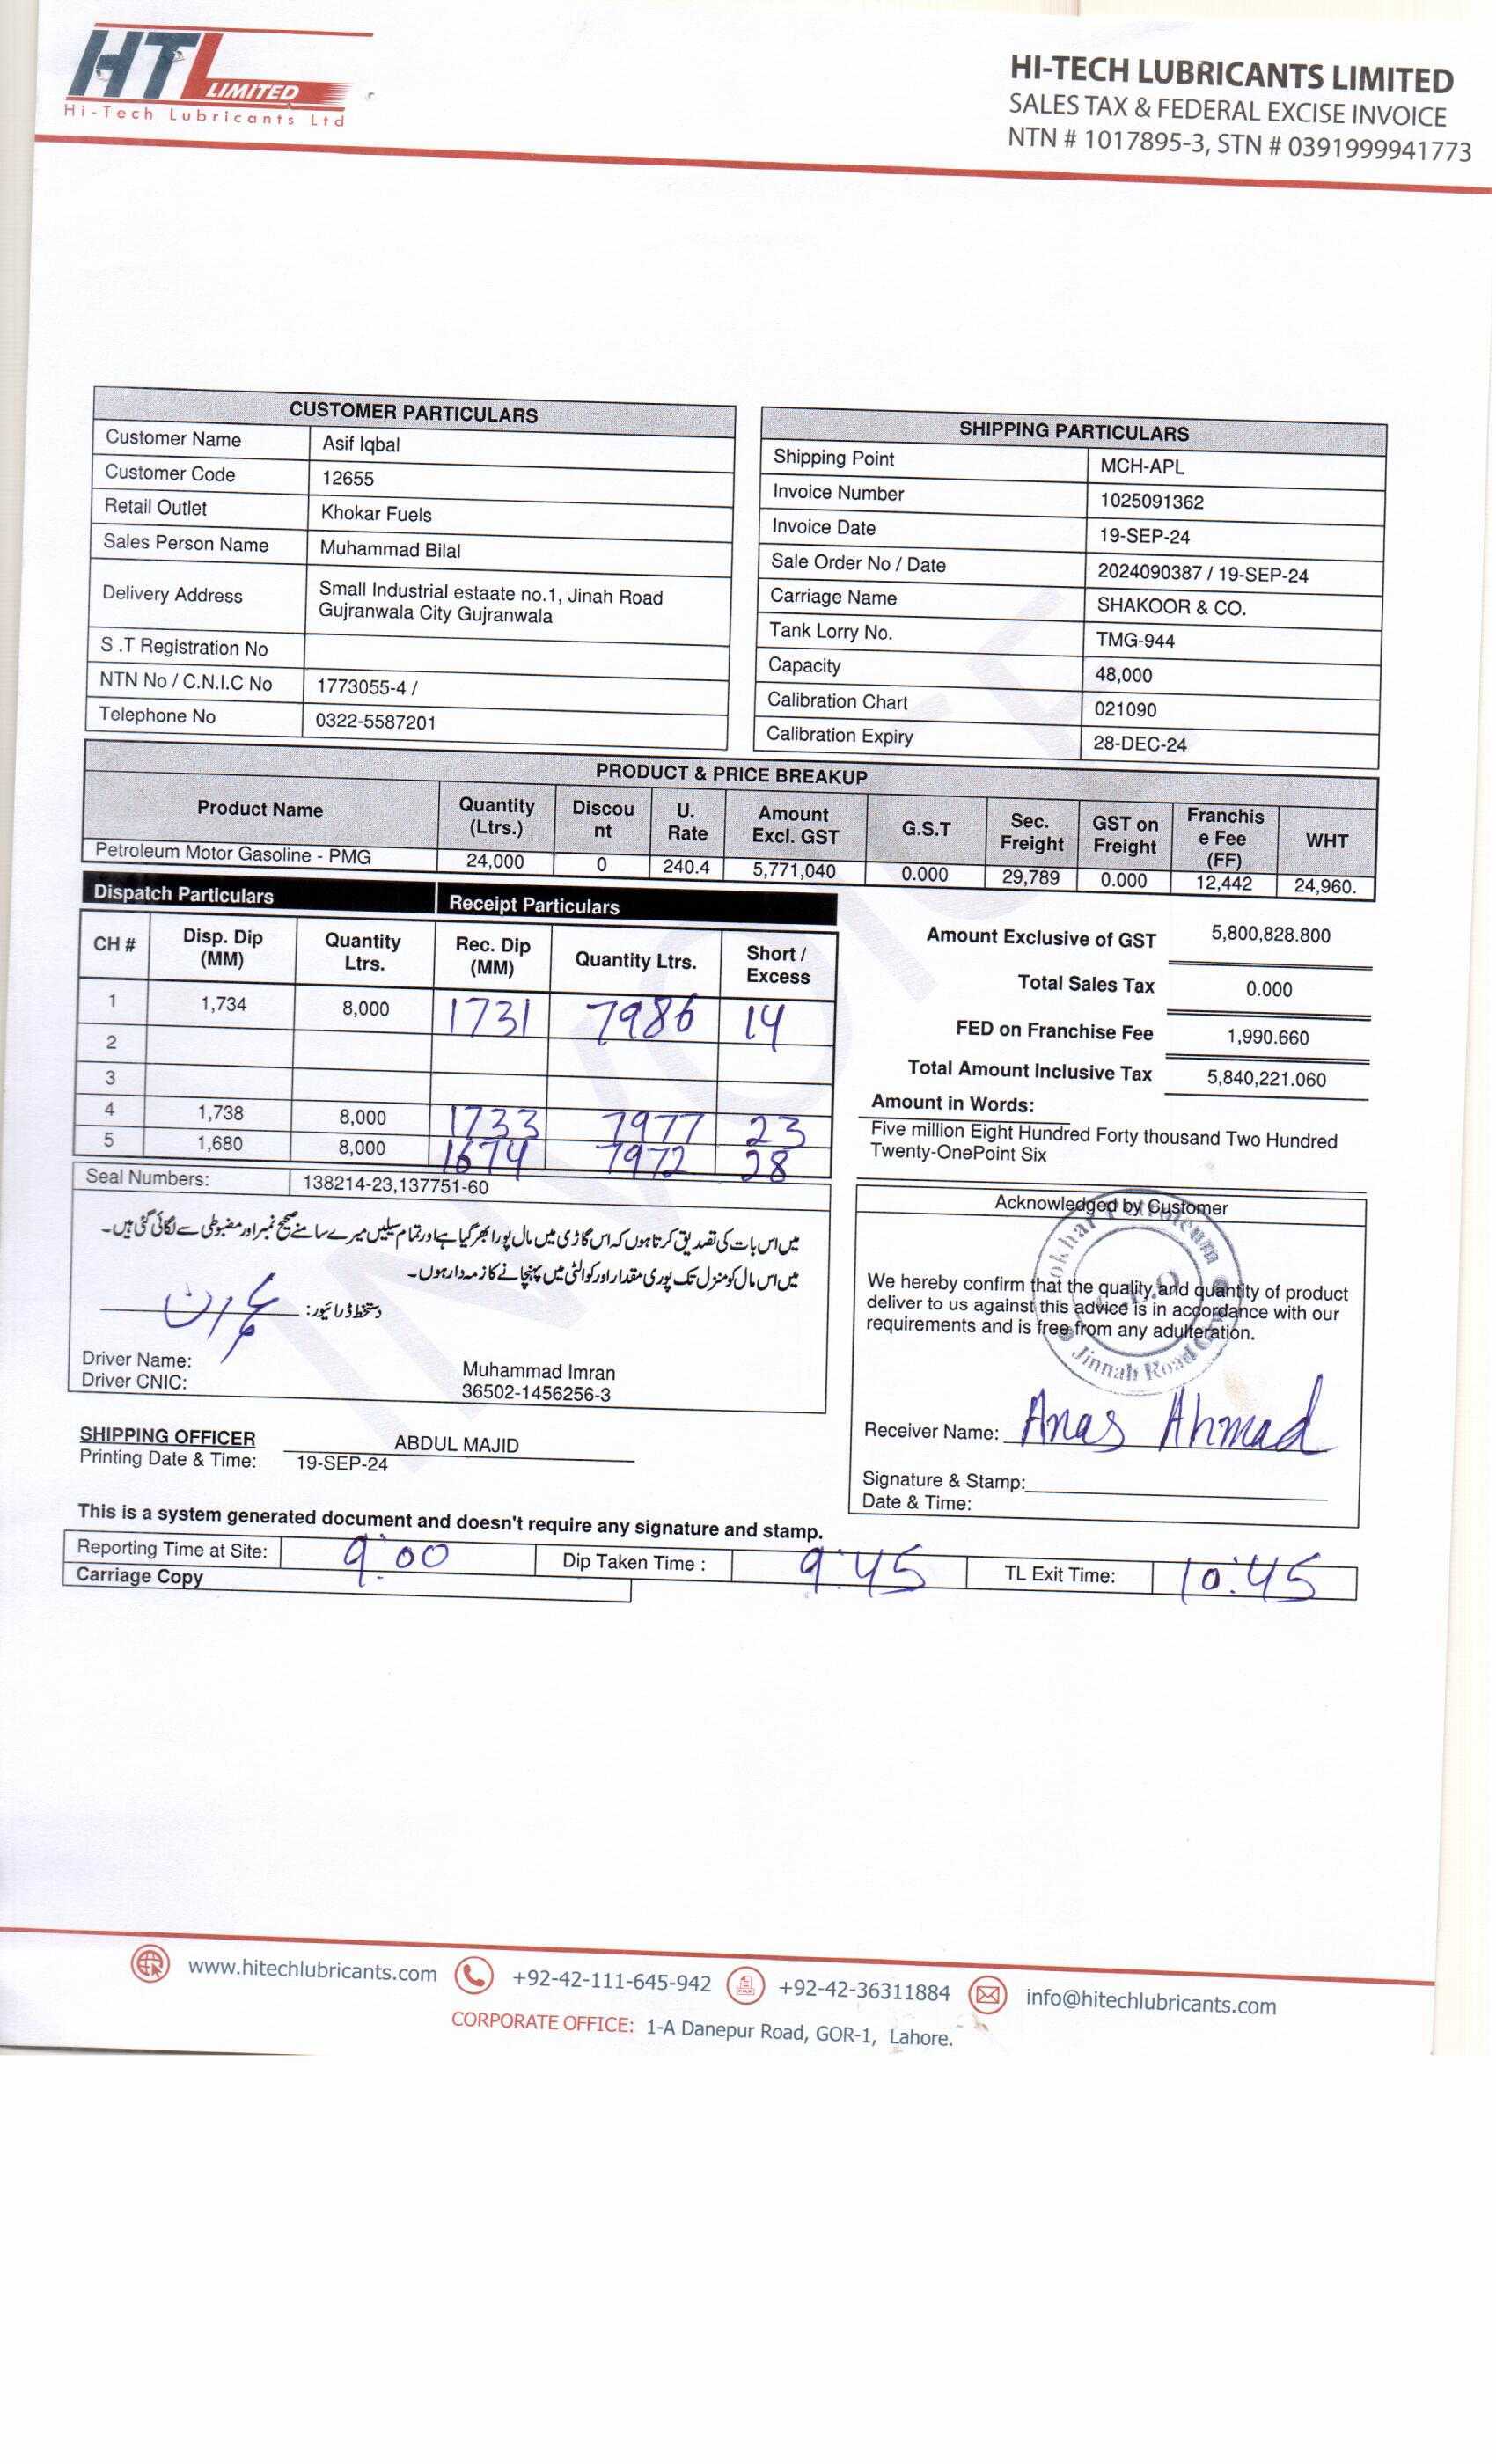 HTL LIMITED
Hi-Tech Lubricants Ltd
HI-TECH LUBRICANTS LIMITED
SALES TAX & FEDERAL EXCISE INVOICE
NTN # 1017895-3, STN # 0391999941773
CUSTOMER PARTICULARS
Customer Name Asif Iqbal
Customer Code 12655
Retail Outlet Khokar Fuels
Sales Person Name Muhammad Bilal
Delivery Address Small Industrial estaate no.1, Jinah Road
Gujranwala City Gujranwala
S .T Registration No
NTN No / C.N.I.C No 1773055-4 /
Telephone No 0322-5587201
SHIPPING PARTICULARS
Shipping Point MCH-APL
Invoice Number 1025091362
Invoice Date 19-SEP-24
Sale Order No / Date 2024090387 / 19-SEP-24
Carriage Name SHAKOOR & CO.
Tank Lorry No. TMG-944
Capacity 48,000
Calibration Chart 021090
Calibration Expiry 28-DEC-24
PRODUCT & PRICE BREAKUP
Product Name Quantity (Ltrs.) Discount U. Rate Amount Excl. GST G.S.T Sec. Freight GST on Freight Franchise Fee (FF) WHT
Petroleum Motor Gasoline - PMG 24,000 0 240.4 5,771,040 0.000 29,789 0.000 12,442 24,960.
Dispatch Particulars Receipt Particulars
CH # Disp. Dip (MM) Quantity Ltrs. Rec. Dip (MM) Quantity Ltrs. Short / Excess
1 1,734 8,000 1731 7986 14
2
3
4 1,738 8,000 1733 7977 23
5 1,680 8,000 1674 7972 28
Amount Exclusive of GST 5,800,828.800
Total Sales Tax 0.000
FED on Franchise Fee 1,990.660
Total Amount Inclusive Tax 5,840,221.060
Amount in Words:
Five million Eight Hundred Forty thousand Two Hundred
Twenty-OnePoint Six
Seal Numbers: 138214-23,137751-60
میں اس بات کی تصدیق کرتا ہوں کہ اس گاڑی میں مال پورا بھر گیا ہے اور تمام سیلیں میرے سامنے صحیح نمبر اور مضبوطی سے لگائی گئی ہیں۔
میں اس مال کو منزل تک پوری مقدار اور کوالٹی میں پہنچانے کا ذمہ دار ہوں۔
دستخط ڈرائیور:
Driver Name: Muhammad Imran
Driver CNIC: 36502-1456256-3
SHIPPING OFFICER ABDUL MAJID
Printing Date & Time: 19-SEP-24
Acknowledged by Customer
We hereby confirm that the quality and quantity of product
deliver to us against this advice is in accordance with our
requirements and is free from any adulteration.
Receiver Name: Anas Ahmad
Signature & Stamp:
Date & Time:
This is a system generated document and doesn't require any signature and stamp.
Reporting Time at Site: 9:00 Dip Taken Time : 9:45 TL Exit Time: 10:45
Carriage Copy
INVOICE
www.hitechlubricants.com +92-42-111-645-942 +92-42-36311884 info@hitechlubricants.com
CORPORATE OFFICE: 1-A Danepur Road, GOR-1, Lahore.